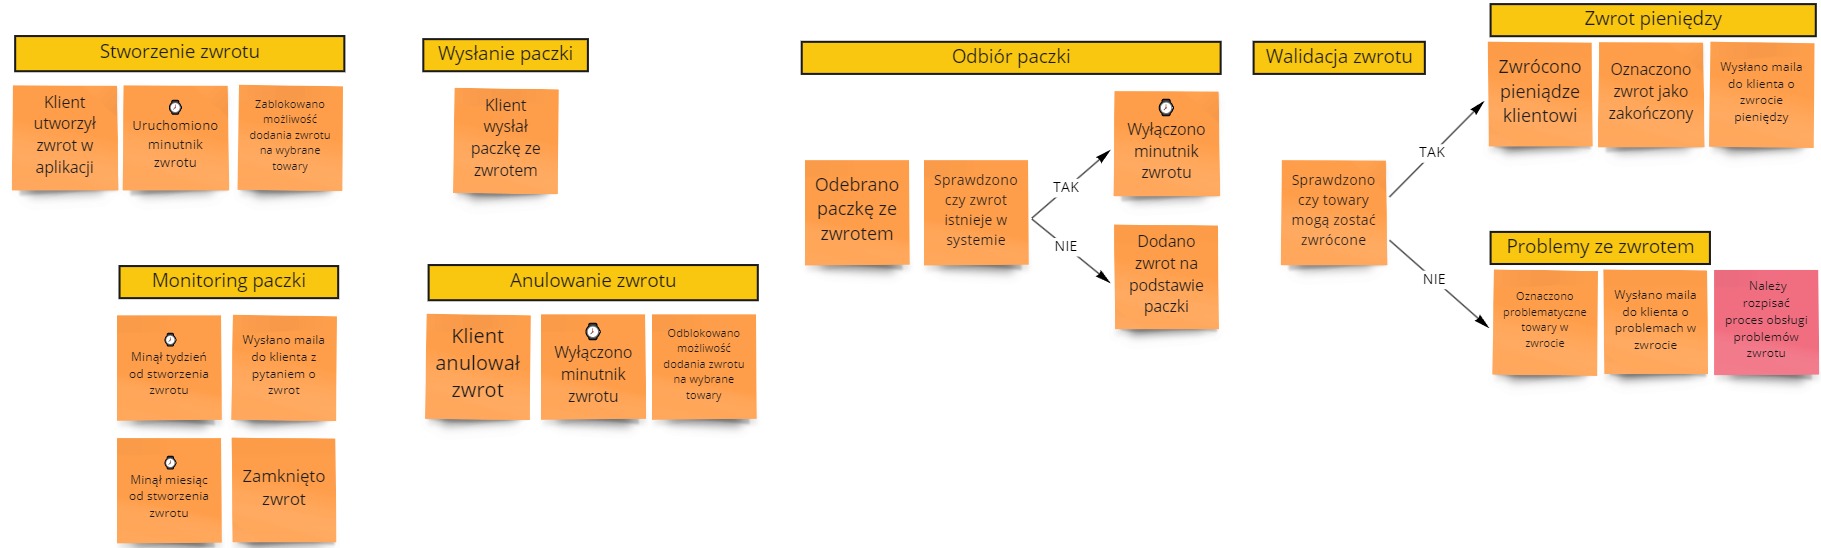 Stworzenie zwrotu
Klient
utworzył
zwrot w
aplikacji
Uruchomiono
minutnik
zwrotu
Zablokowano
możliwość
dodania zwrotu
na wybrane
towary
Wysłanie paczki
Klient
wysłał
paczkę ze
zwrotem
Monitoring paczki
Minął tydzień
od stworzenia
zwrotu
Wysłano maila
do klienta z
pytaniem o
zwrot
Minął miesiąc
od stworzenia
zwrotu
Zamknięto
zwrot
Anulowanie zwrotu
Klient
anulował
zwrot
Wyłączono
minutnik
zwrotu
Odblokowano
możliwość
dodania zwrotu
na wybrane
towary
Odbiór paczki
Odebrano
paczkę ze
zwrotem
Sprawdzono
czy zwrot
istnieje w
systemie
TAK
Wyłączono
minutnik
zwrotu
NIE
Dodano
zwrot na
podstawie
paczki
Walidacja zwrotu
Sprawdzono
czy towary
mogą zostać
zwrócone
TAK
Zwrot pieniędzy
Zwrócono
pieniądze
klientowi
Oznaczono
zwrot jako
zakończony
Wysłano maila
do klienta o
zwrocie
pieniędzy
NIE
Problemy ze zwrotem
Oznaczono
problematyczne
towary w
zwrocie
Wysłano maila
do klienta o
problemach w
zwrocie
Należy
rozpisać
proces obsługi
problemów
zwrotu